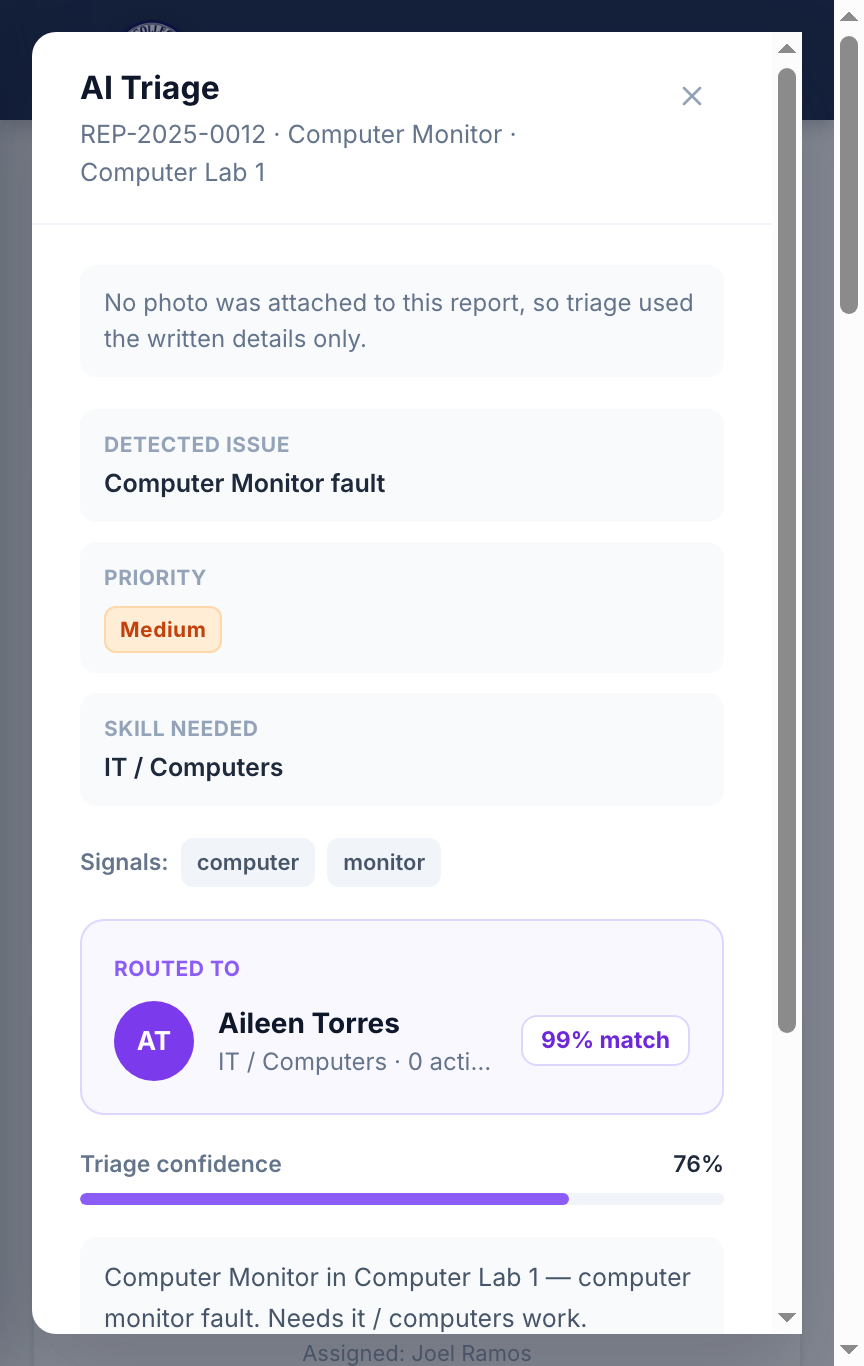 AI Triage
REP-2025-0012 · Computer Monitor ·
Computer Lab 1
No photo was attached to this report, so triage used
the written details only.
DETECTED ISSUE
Computer Monitor fault
PRIORITY
Medium
SKILL NEEDED
IT / Computers
Signals: computer monitor
ROUTED TO
AT
Aileen Torres
IT / Computers · 0 acti...
99% match
Triage confidence 76%
Computer Monitor in Computer Lab 1 — computer
monitor fault. Needs it / computers work.
Assigned: Joel Ramos